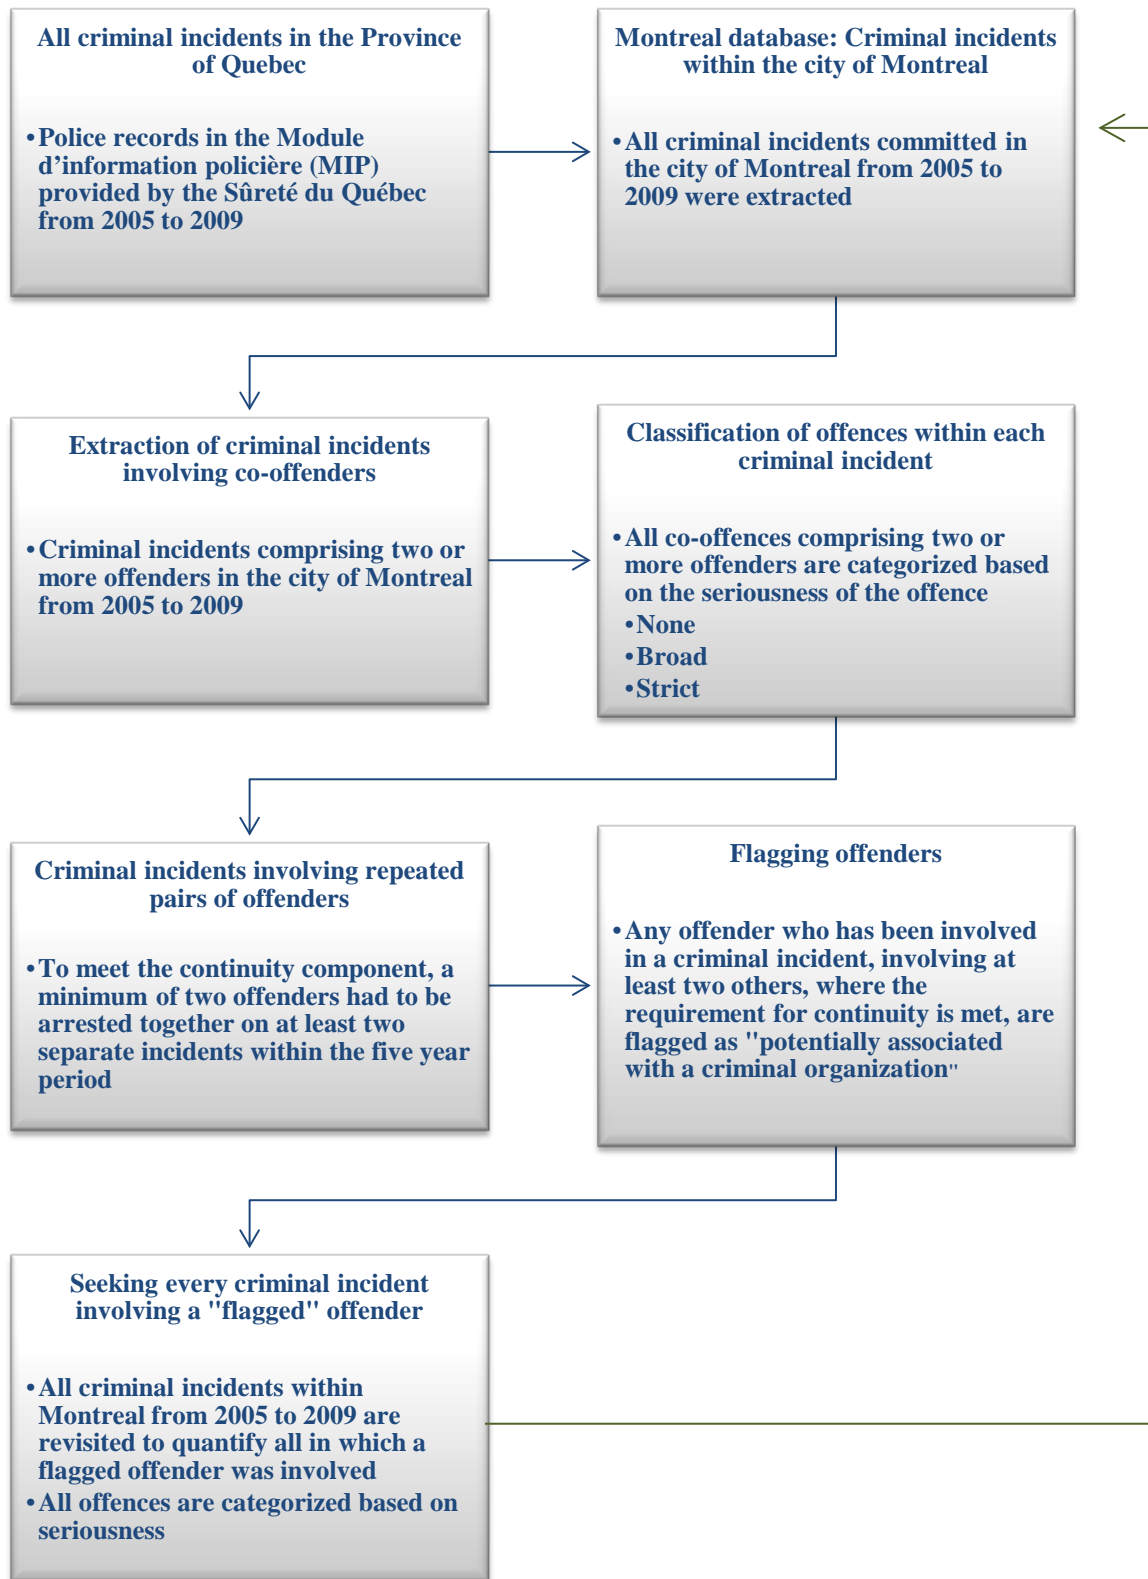 All criminal incidents in the Province
of Quebec
•Police records in the Module
d’information policière (MIP)
provided by the Sûreté du Québec
from 2005 to 2009
Montreal database: Criminal incidents
within the city of Montreal
•All criminal incidents committed in
the city of Montreal from 2005 to
2009 were extracted
Extraction of criminal incidents
involving co-offenders
•Criminal incidents comprising two or
more offenders in the city of Montreal
from 2005 to 2009
Classification of offences within each
criminal incident
•All co-offences comprising two or
more offenders are categorized based
on the seriousness of the offence
•None
•Broad
•Strict
Criminal incidents involving repeated
pairs of offenders
•To meet the continuity component, a
minimum of two offenders had to be
arrested together on at least two
separate incidents within the five year
period
Flagging offenders
•Any offender who has been involved
in a criminal incident, involving at
least two others, where the
requirement for continuity is met, are
flagged as "potentially associated
with a criminal organization"
Seeking every criminal incident
involving a "flagged" offender
•All criminal incidents within
Montreal from 2005 to 2009 are
revisited to quantify all in which a
flagged offender was involved
•All offences are categorized based on
seriousness